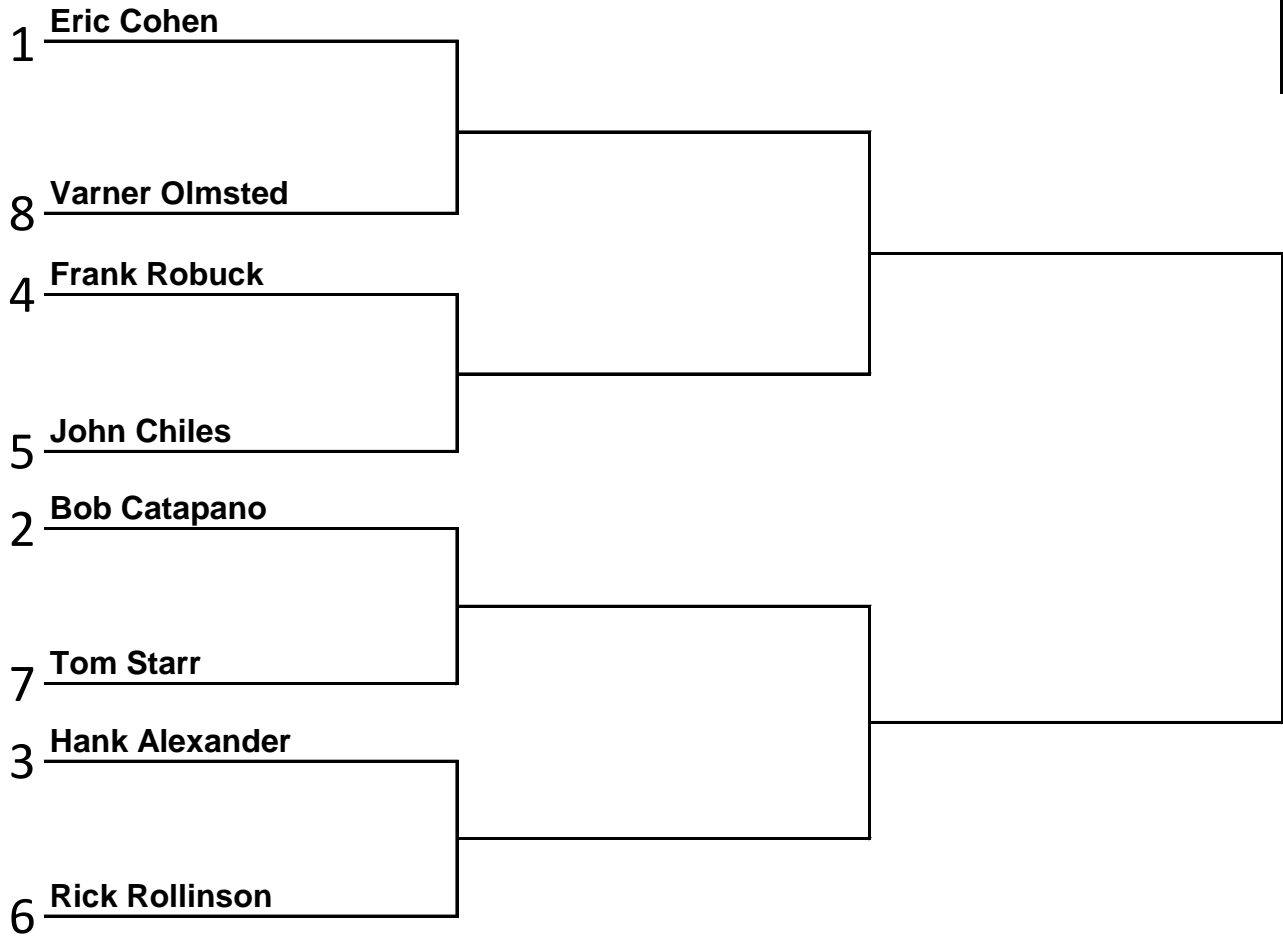 1 Eric Cohen
8 Varner Olmsted
4 Frank Robuck
5 John Chiles
2 Bob Catapano
7 Tom Starr
3 Hank Alexander
6 Rick Rollinson